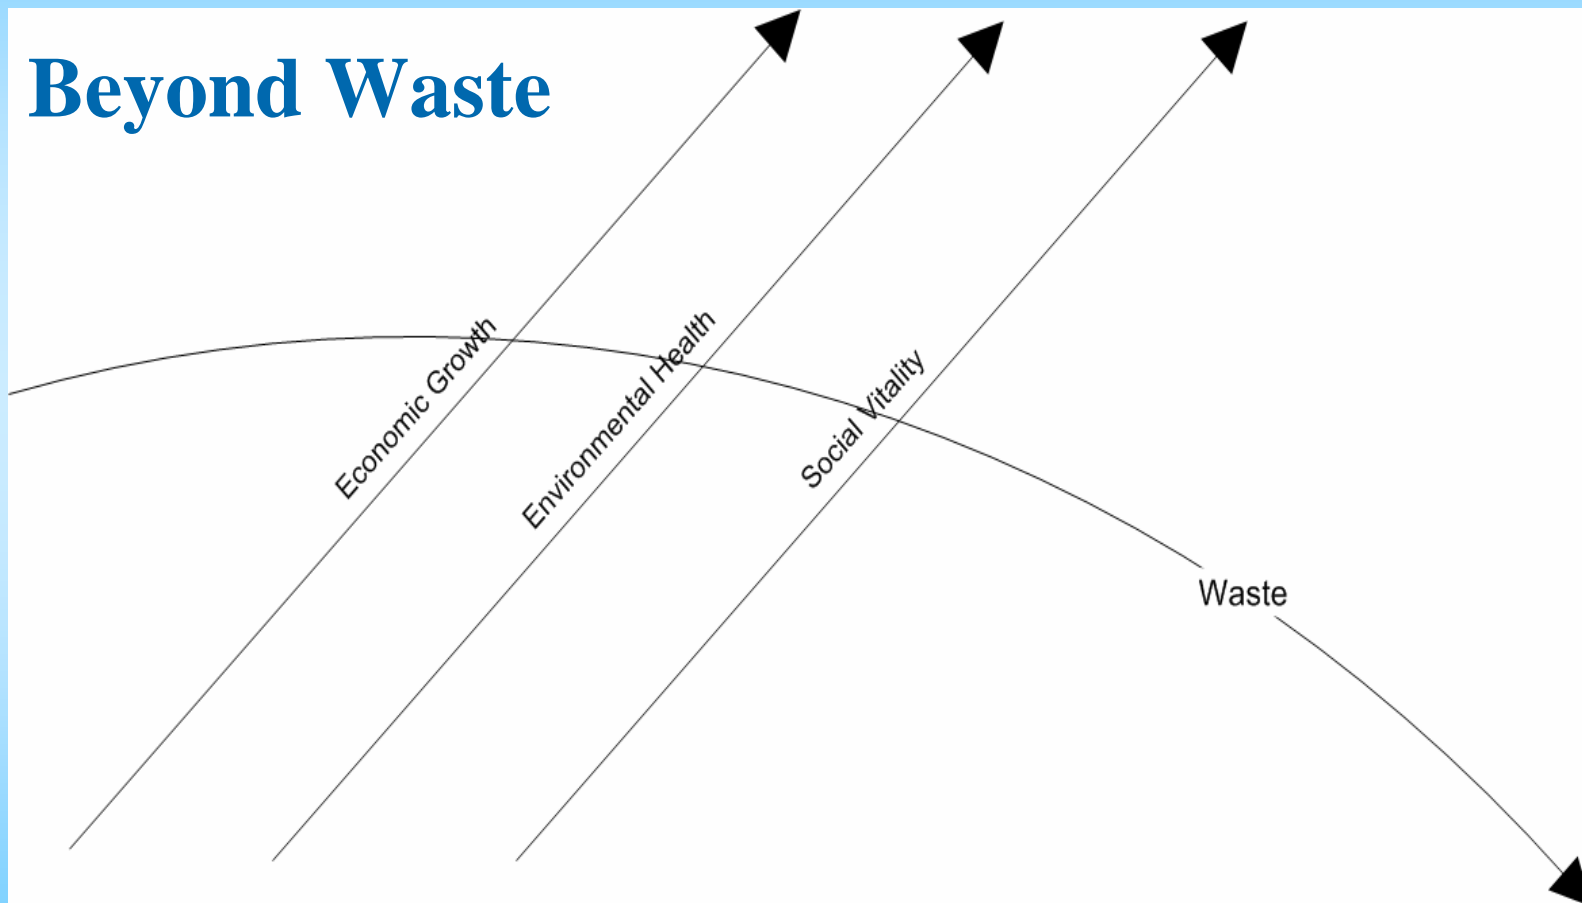 Beyond Waste
Economic Growth
Environmental Health
Social Vitality
Waste